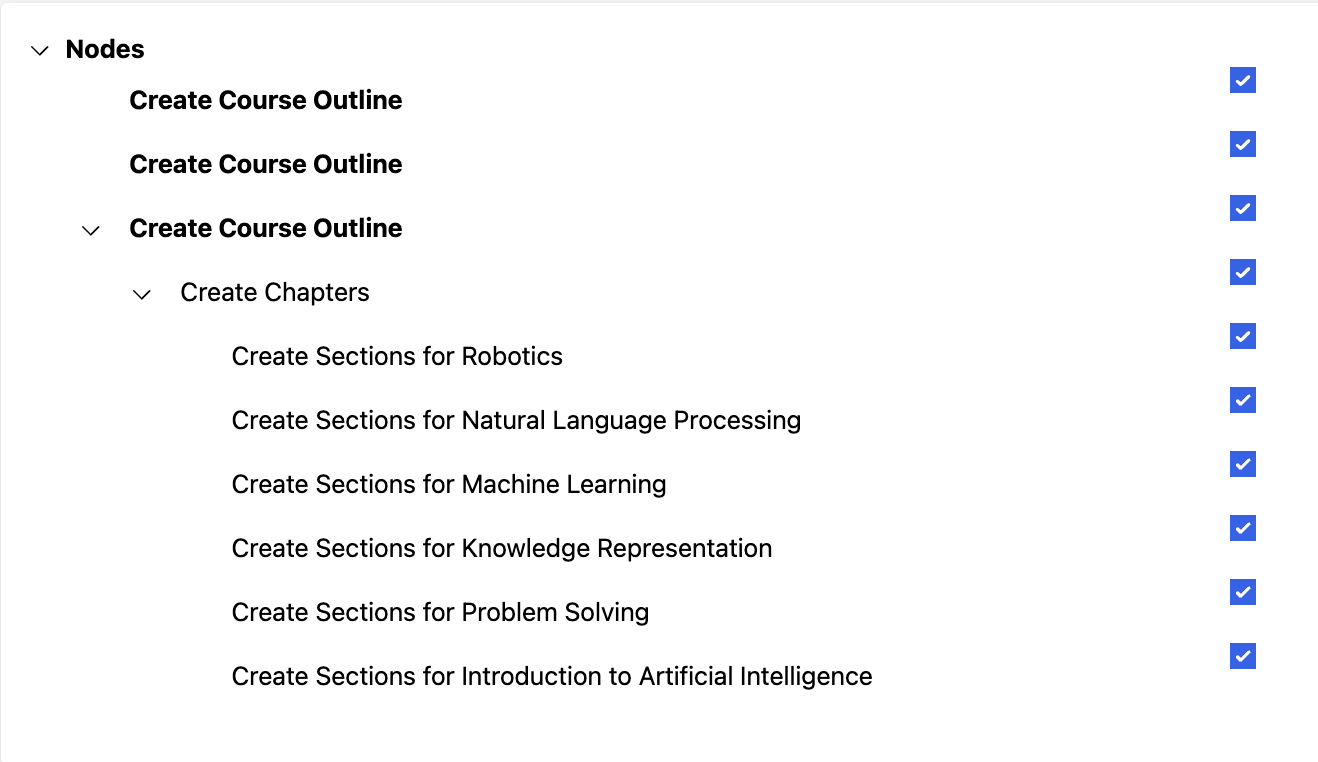 Nodes
Create Course Outline
Create Course Outline
Create Course Outline
Create Chapters
Create Sections for Robotics
Create Sections for Natural Language Processing
Create Sections for Machine Learning
Create Sections for Knowledge Representation
Create Sections for Problem Solving
Create Sections for Introduction to Artificial Intelligence